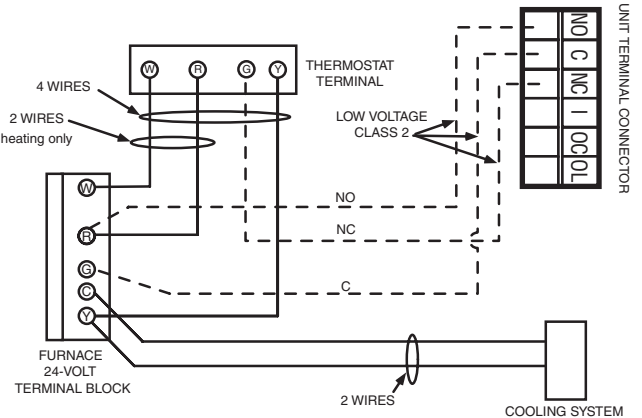 UNIT TERMINAL CONNECTOR
NO
C
NC
I
OC
OL
W
R
G
Y
THERMOSTAT
TERMINAL
4 WIRES
2 WIRES
heating only
LOW VOLTAGE
CLASS 2
W
R
G
C
Y
NO
NC
C
FURNACE
24-VOLT
TERMINAL BLOCK
2 WIRES
COOLING SYSTEM